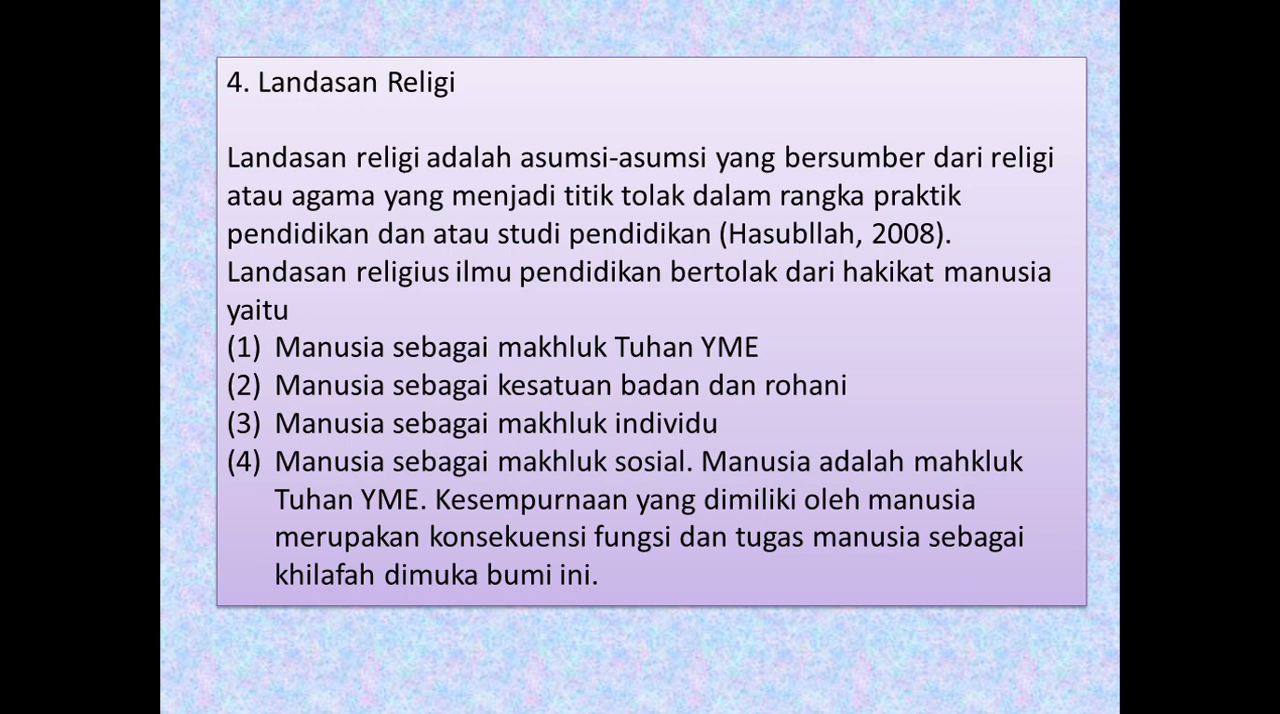 4. Landasan Religi
Landasan religi adalah asumsi-asumsi yang bersumber dari religi
atau agama yang menjadi titik tolak dalam rangka praktik
pendidikan dan atau studi pendidikan (Hasubllah, 2008).
Landasan religius ilmu pendidikan bertolak dari hakikat manusia
yaitu
(1) Manusia sebagai makhluk Tuhan YME
(2) Manusia sebagai kesatuan badan dan rohani
(3) Manusia sebagai makhluk individu
(4) Manusia sebagai makhluk sosial. Manusia adalah mahkluk
Tuhan YME. Kesempurnaan yang dimiliki oleh manusia
merupakan konsekuensi fungsi dan tugas manusia sebagai
khilafah dimuka bumi ini.